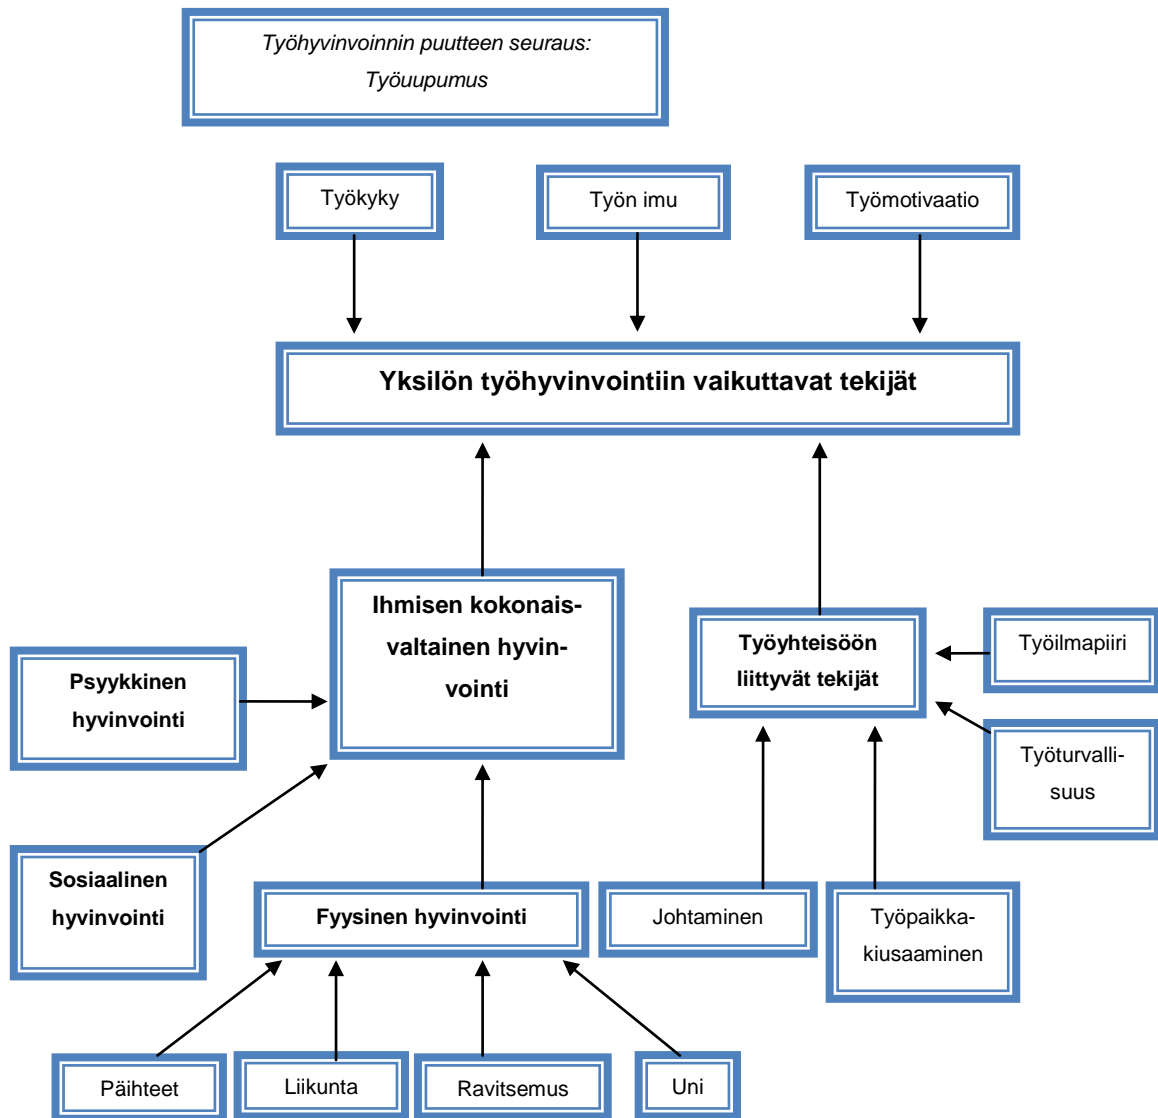 Työhyvinvoinnin puutteen seuraus:
Työuupumus
Työkyky
Työn imu
Työmotivaatio
Yksilön työhyvinvointiin vaikuttavat tekijät
Ihmisen kokonais-
valtainen hyvin-
vointi
Työyhteisöön
liittyvät tekijät
Työilmapiiri
Psyykkinen
hyvinvointi
Työturvalli-
suus
Sosiaalinen
hyvinvointi
Fyysinen hyvinvointi
Johtaminen
Työpaikka-
kiusaaminen
Päihteet
Liikunta
Ravitsemus
Uni